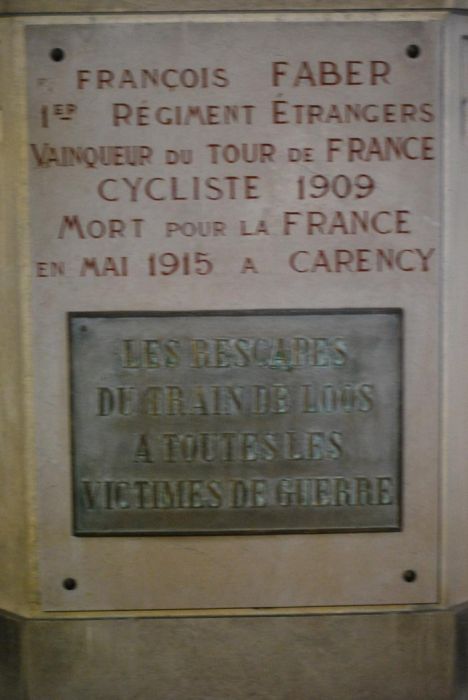 FRANÇOIS FABER
1ER RÉGIMENT ÉTRANGERS
VAINQUEUR DU TOUR DE FRANCE
CYCLISTE 1909
MORT POUR LA FRANCE
EN MAI 1915 A CARENCY
LES RESCAPES
DU TRAIN DE LOOS
A TOUTES LES
VICTIMES DE GUERRE